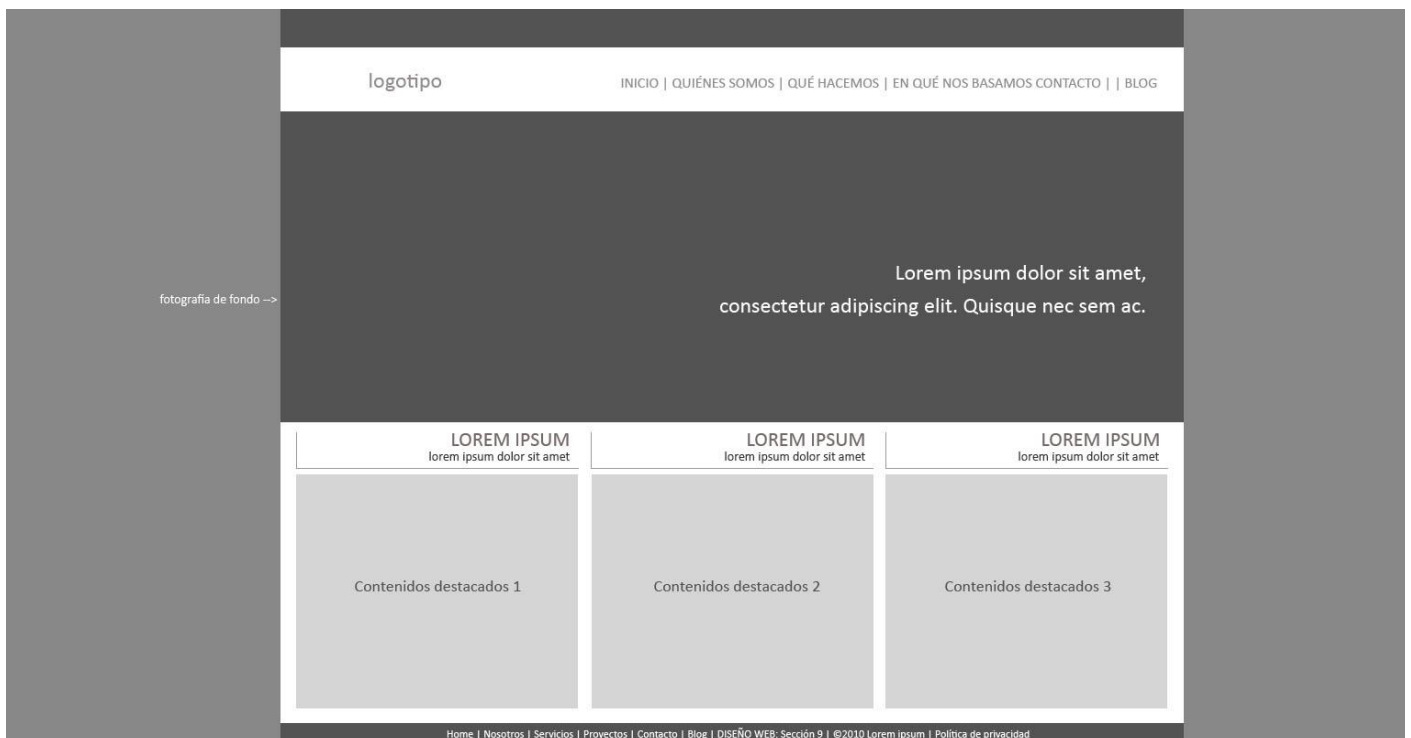 logotipo
INICIO | QUIÉNES SOMOS | QUÉ HACEMOS | EN QUÉ NOS BASAMOS CONTACTO | | BLOG
Lorem ipsum dolor sit amet,
consectetur adipiscing elit. Quisque nec sem ac.
fotografia de fondo -->
LOREM IPSUM
lorem ipsum dolor sit amet
LOREM IPSUM
lorem ipsum dolor sit amet
LOREM IPSUM
lorem ipsum dolor sit amet
Contenidos destacados 1
Contenidos destacados 2
Contenidos destacados 3
Home | Nosotros | Servicios | Proyectos | Contacto | Blog | DISEÑO WEB: Sección 9 | ©2010 Lorem ipsum | Política de privacidad